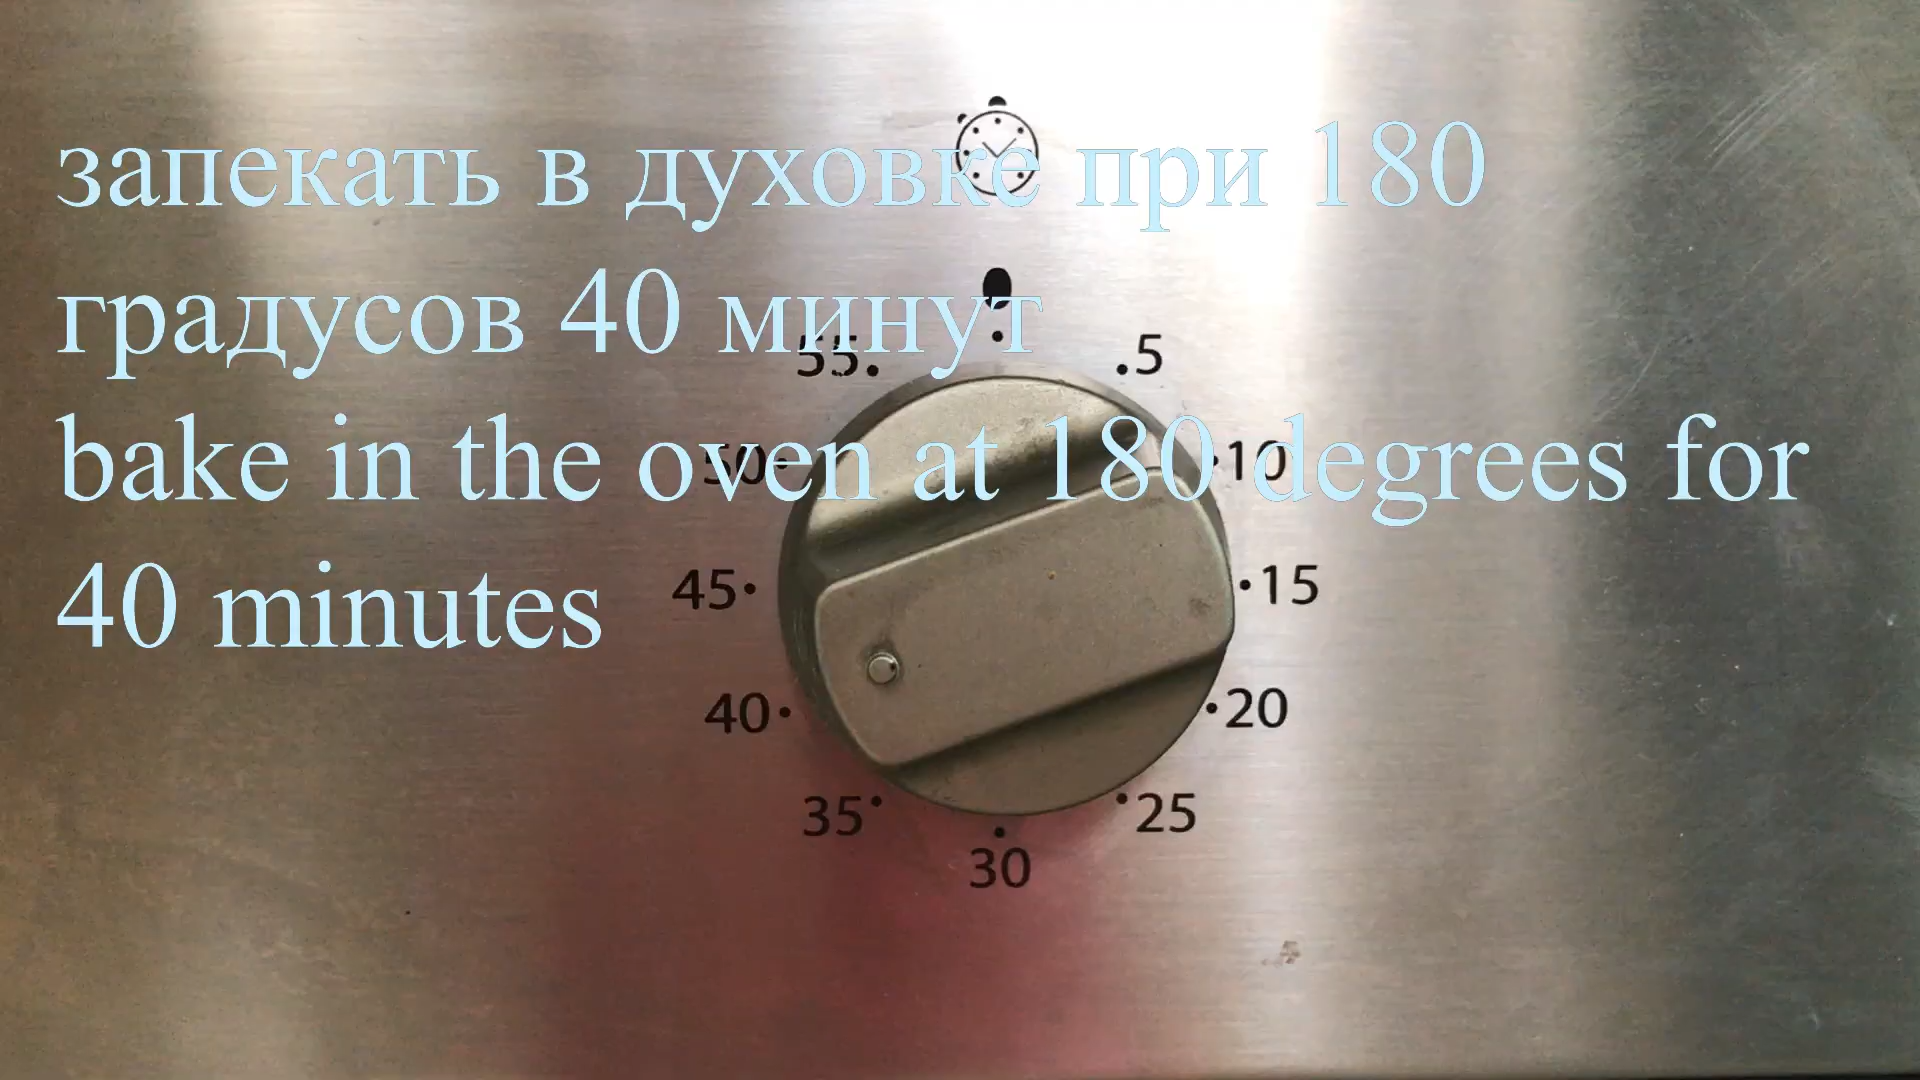 запекать в духовке при 180
градусов 40 минут
bake in the oven at 180 degrees for
40 minutes
55
5
50
10
45
15
40
20
35
25
30